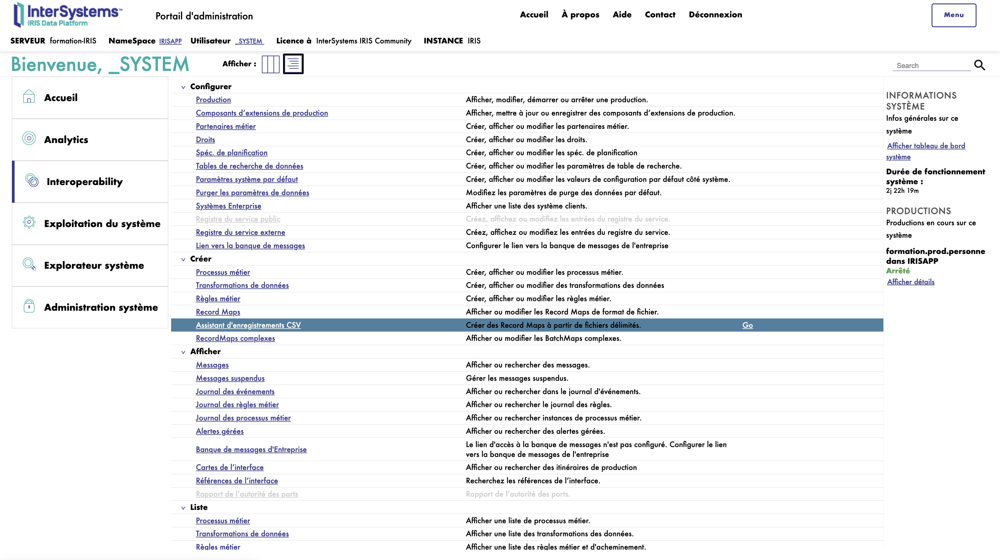 InterSystems™
IRIS Data Platform
Portail d'administration
Accueil À propos Aide Contact Déconnexion
Menu
SERVEUR formation-IRIS NameSpace IRISAPP Utilisateur _SYSTEM Licence à InterSystems IRIS Community INSTANCE IRIS
Bienvenue, _SYSTEM
Afficher :
Search
Accueil
Analytics
Interoperability
Exploitation du système
Explorateur système
Administration système
Configurer
Production Afficher, modifier, démarrer ou arrêter une production.
Composants d’extensions de production Afficher, mettre à jour ou enregistrer des composants d’extensions de production.
Partenaires métier Créer, afficher ou modifier les partenaires métier.
Droits Créer, afficher ou modifier les droits.
Spéc. de planification Créer, afficher ou modifier les spéc. de planification
Tables de recherche de données Créer, afficher ou modifier les paramètres de table de recherche.
Paramètres système par défaut Créer, afficher ou modifier les valeurs de configuration par défaut côté système.
Purger les paramètres de données Modifiez les paramètres de purge des données par défaut.
Systèmes Enterprise Afficher une liste des système clients.
Registre du service public Créez, affichez ou modifiez les entrées du registre du service.
Registre du service externe Créez, affichez ou modifiez les entrées du registre du service.
Lien vers la banque de messages Configurer le lien vers la banque de messages de l'entreprise
Créer
Processus métier Créer, afficher ou modifier les processus métier.
Transformations de données Créer, afficher ou modifier des transformations des données
Règles métier Créer, afficher ou modifier les règles métier.
Record Maps Afficher ou modifier les Record Maps de format de fichier.
Assistant d'enregistrements CSV Créer des Record Maps à partir de fichiers délimités. Go
RecordMaps complexes Afficher ou modifier les BatchMaps complexes.
Afficher
Messages Afficher ou rechercher des messages.
Messages suspendus Gérer les messages suspendus.
Journal des événements Afficher ou rechercher dans le journal d'événements.
Journal des règles métier Afficher ou rechercher le journal des règles.
Journal des processus métier Afficher ou rechercher instances de processus métier.
Alertes gérées Afficher ou rechercher des alertes gérées.
Banque de messages d'Entreprise Le lien d'accès à la banque de messages n'est pas configuré. Configurer le lien
vers la banque de messages de l'entreprise
Cartes de l’interface Afficher ou rechercher des itinéraires de production
Références de l’interface Recherchez les références de l’interface.
Rapport de l’autorité des ports Rapport de l’autorité des ports.
Liste
Processus métier Afficher une liste de processus métier.
Transformations de données Afficher une liste des transformations des données.
Règles métier Afficher une liste des règles métier et d'acheminement.
INFORMATIONS
SYSTÈME
Infos générales sur ce
système
Afficher tableau de bord
système
Durée de fonctionnement
système :
2j 22h 19m
PRODUCTIONS
Productions en cours sur ce
système
formation.prod.personne
dans IRISAPP
Arrêté
Afficher détails